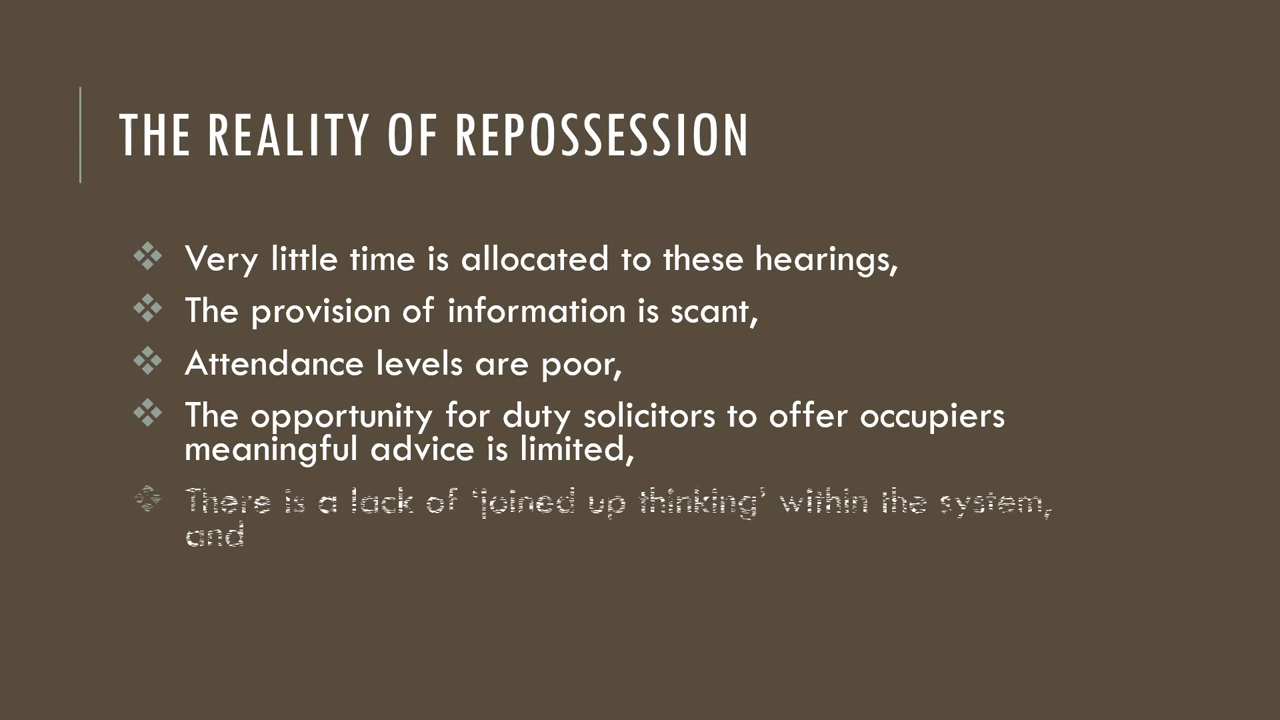 THE REALITY OF REPOSSESSION
Very little time is allocated to these hearings,
The provision of information is scant,
Attendance levels are poor,
The opportunity for duty solicitors to offer occupiers
meaningful advice is limited,
There is a lack of ‘joined up thinking’ within the system,
and